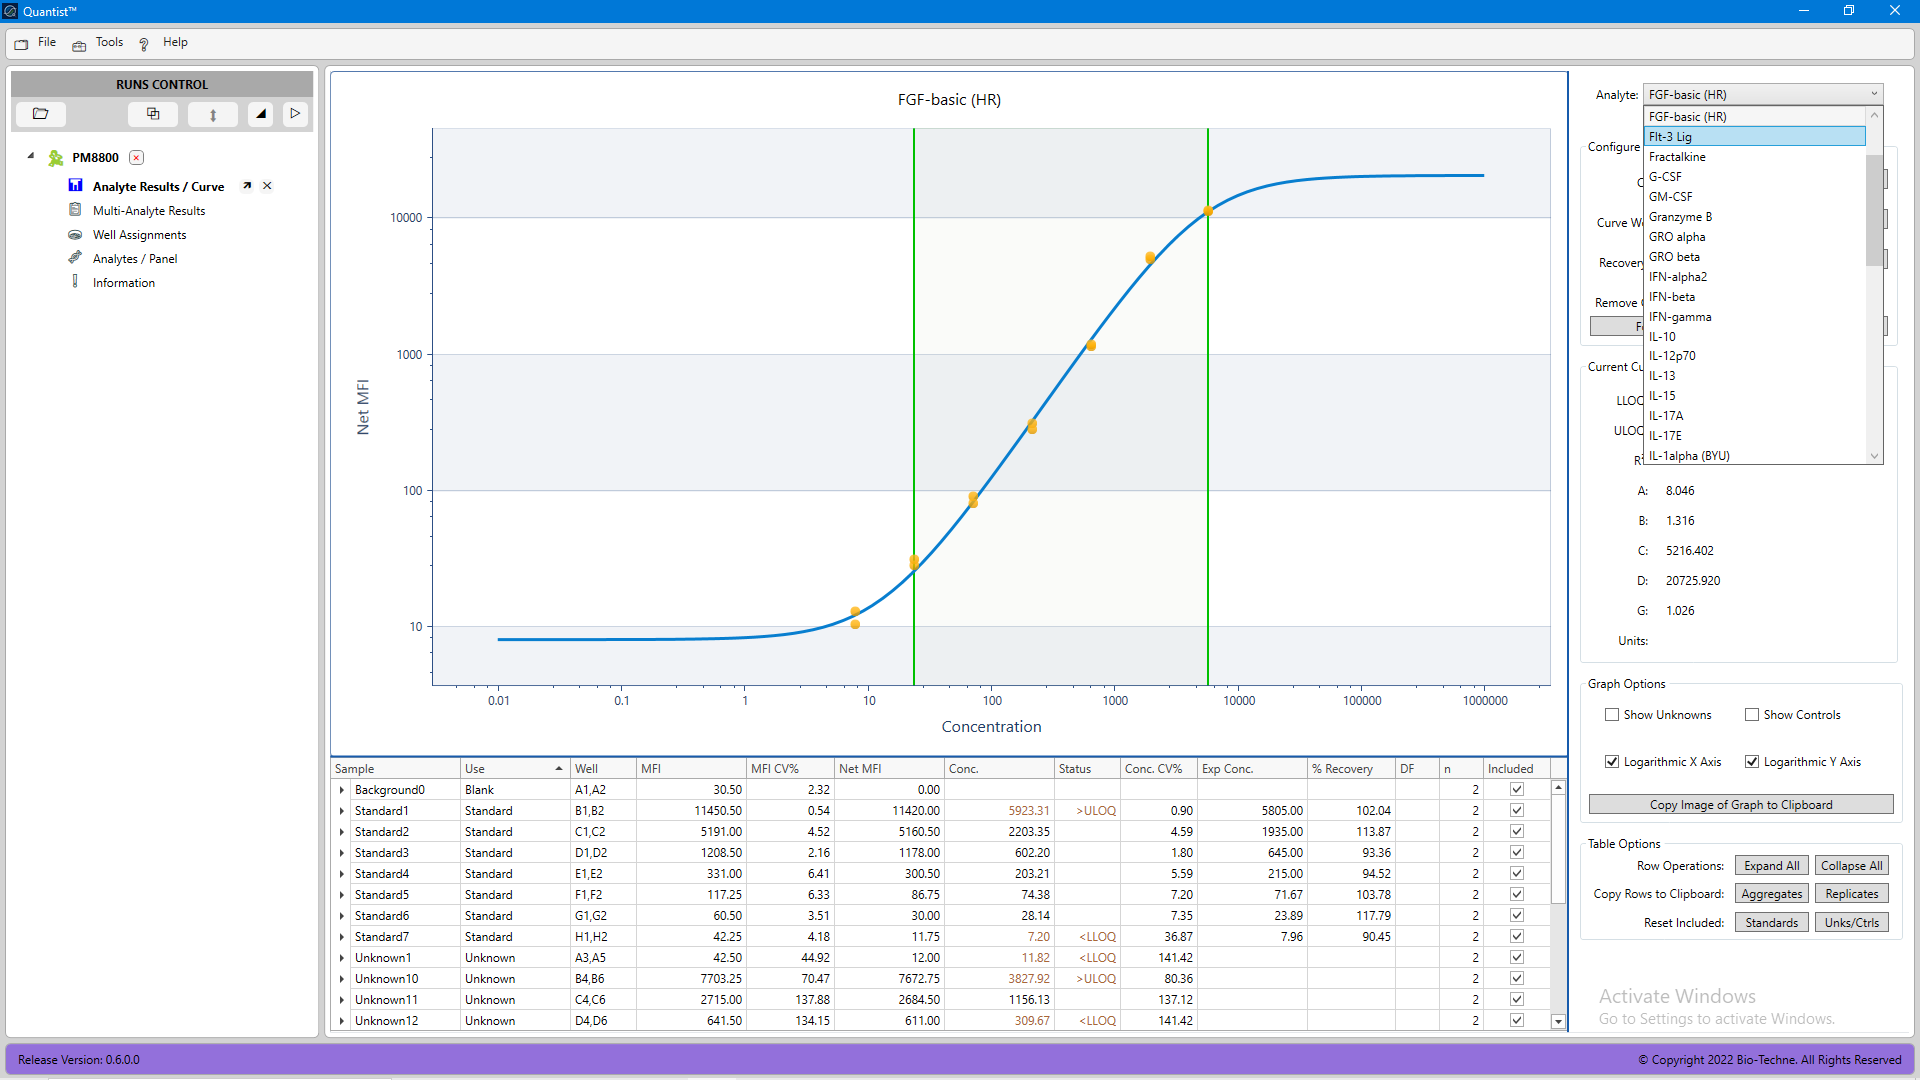 Quantist™
File Tools Help
RUNS CONTROL
PM8800
Analyte Results / Curve
Multi-Analyte Results
Well Assignments
Analytes / Panel
Information
FGF-basic (HR)
Net MFI
10000
1000
100
10
0.01 0.1 1 10 100 1000 10000 100000 1000000
Concentration
Sample Use Well MFI MFI CV% Net MFI Conc. Status Conc. CV% Exp Conc. % Recovery DF n Included
Background0 Blank A1,A2 30.50 2.32 0.00 2
Standard1 Standard B1,B2 11450.50 0.54 11420.00 5923.31 >ULOQ 0.90 5805.00 102.04 2
Standard2 Standard C1,C2 5191.00 4.52 5160.50 2203.35 4.59 1935.00 113.87 2
Standard3 Standard D1,D2 1208.50 2.16 1178.00 602.20 1.80 645.00 93.36 2
Standard4 Standard E1,E2 331.00 6.41 300.50 203.21 5.59 215.00 94.52 2
Standard5 Standard F1,F2 117.25 6.33 86.75 74.38 7.20 71.67 103.78 2
Standard6 Standard G1,G2 60.50 3.51 30.00 28.14 7.35 23.89 117.79 2
Standard7 Standard H1,H2 42.25 4.18 11.75 7.20 <LLOQ 36.87 7.96 90.45 2
Unknown1 Unknown A3,A5 42.50 44.92 12.00 11.82 <LLOQ 141.42 2
Unknown10 Unknown B4,B6 7703.25 70.47 7672.75 3827.92 >ULOQ 80.36 2
Unknown11 Unknown C4,C6 2715.00 137.88 2684.50 1156.13 137.12 2
Unknown12 Unknown D4,D6 641.50 134.15 611.00 309.67 <LLOQ 141.42 2
Analyte: FGF-basic (HR)
FGF-basic (HR)
Flt-3 Lig
Fractalkine
G-CSF
GM-CSF
Granzyme B
GRO alpha
GRO beta
IFN-alpha2
IFN-beta
IFN-gamma
IL-10
IL-12p70
IL-13
IL-15
IL-17A
IL-17E
IL-1alpha (BYU)
Configure
Curve We
Recovery
Remove
Current Cu
LLOQ
ULOQ
A: 8.046
B: 1.316
C: 5216.402
D: 20725.920
G: 1.026
Units:
Graph Options
Show Unknowns Show Controls
Logarithmic X Axis Logarithmic Y Axis
Copy Image of Graph to Clipboard
Table Options
Row Operations: Expand All Collapse All
Copy Rows to Clipboard: Aggregates Replicates
Reset Included: Standards Unks/Ctrls
Activate Windows
Go to Settings to activate Windows.
Release Version: 0.6.0.0
© Copyright 2022 Bio-Techne. All Rights Reserved